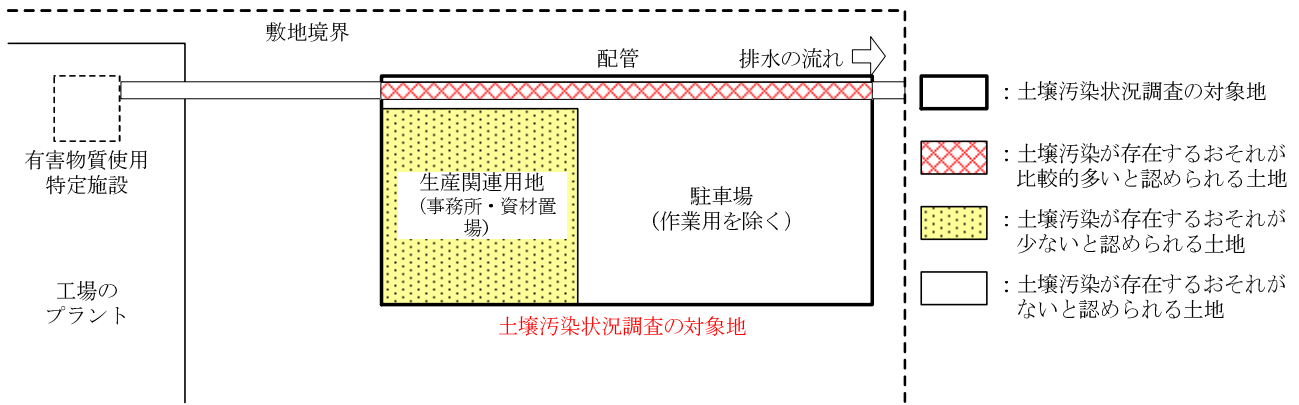 敷地境界
配管
排水の流れ
有害物質使用
特定施設
生産関連用地
(事務所・資材置
場)
駐車場
(作業用を除く)
工場の
プラント
土壌汚染状況調査の対象地
：土壌汚染状況調査の対象地
：土壌汚染が存在するおそれが
比較的多いと認められる土地
：土壌汚染が存在するおそれが
少ないと認められる土地
：土壌汚染が存在するおそれが
ないと認められる土地